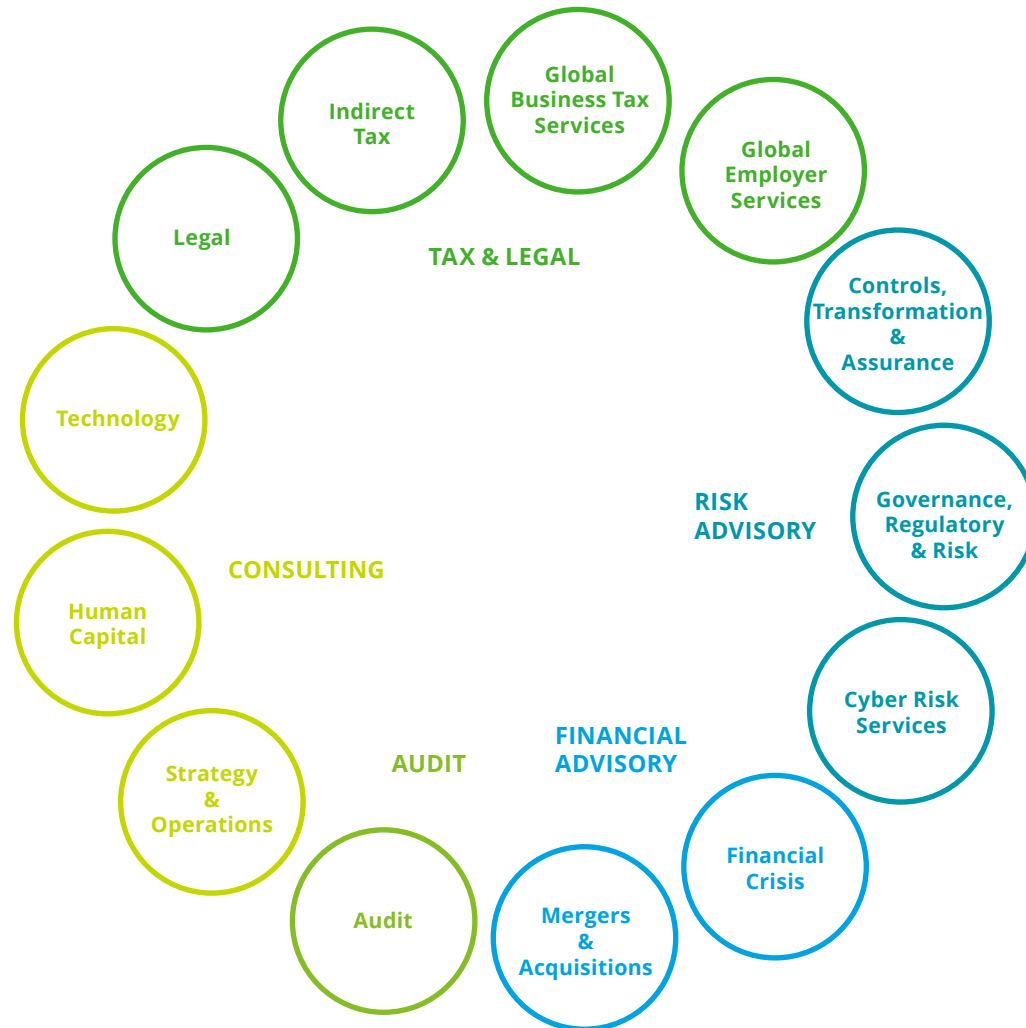 Global
Business Tax
Services
Indirect
Tax
Global
Employer
Services
Legal
TAX & LEGAL
Controls,
Transformation
&
Assurance
Technology
RISK
ADVISORY
Governance,
Regulatory
& Risk
CONSULTING
Human
Capital
Cyber Risk
Services
FINANCIAL
ADVISORY
AUDIT
Strategy
&
Operations
Financial
Crisis
Audit
Mergers
&
Acquisitions